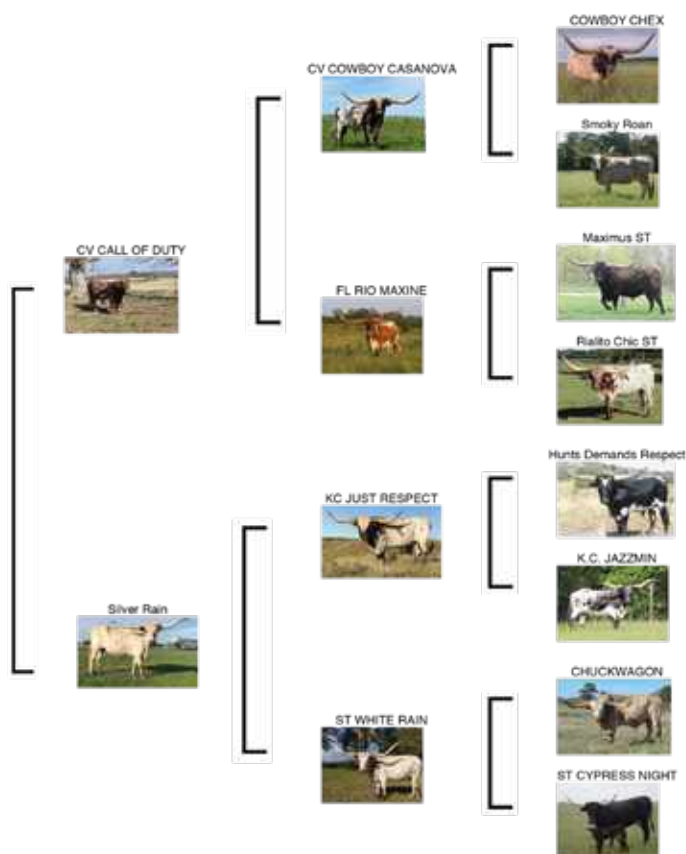 COWBOY CHEX
CV COWBOY CASANOVA
Smoky Roan
CV CALL OF DUTY
Maximus ST
FL RIO MAXINE
Rialito Chic ST
Hunts Demands Respect
KC JUST RESPECT
K.C. JAZZMIN
Silver Rain
CHUCKWAGON
ST WHITE RAIN
ST CYPRESS NIGHT